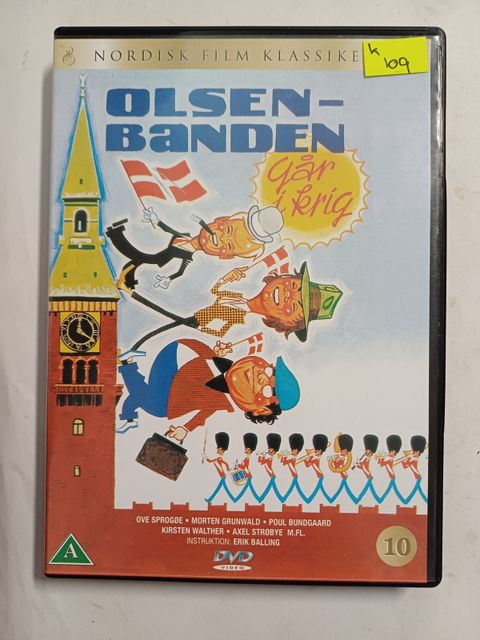 NORDISK FILM KLASSIKE
k
109
OLSEN-
BANDEN
går
i krig
OVE SPROGØE • MORTEN GRUNWALD • POUL BUNDGAARD
KIRSTEN WALTHER • AXEL STRØBYE M.FL.
INSTRUKTION: ERIK BALLING
A
DVD
VIDEO
10